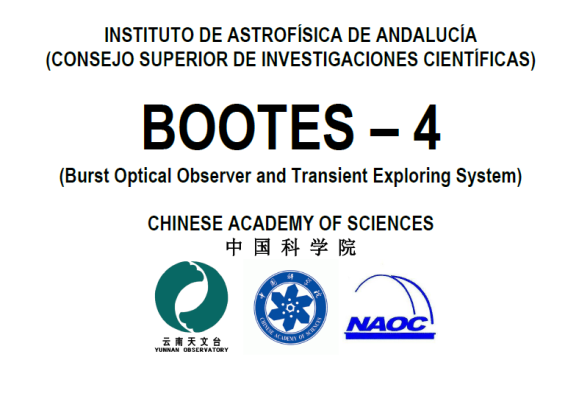 INSTITUTO DE ASTROFÍSICA DE ANDALUCÍA
(CONSEJO SUPERIOR DE INVESTIGACIONES CIENTÍFICAS)
BOOTES – 4
(Burst Optical Observer and Transient Exploring System)
CHINESE ACADEMY OF SCIENCES
中国科学院
云南天文台
YUNNAN OBSERVATORY
中国科学院
CHINESE ACADEMY OF SCIENCES
NAOC